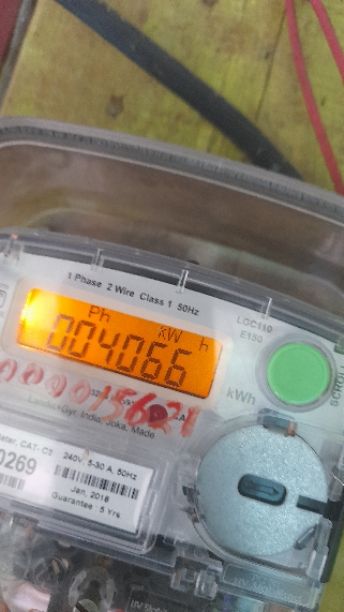 1 Phase 2 Wire Class 1 50Hz
Ph kW h
004066
LGC110
E150
SCROLL
kWh
Landis+Gyr, India, Joka, Made
240V, 5-30 A, 50Hz
0269
Jan, 2018
Guarantee : 5 Yrs